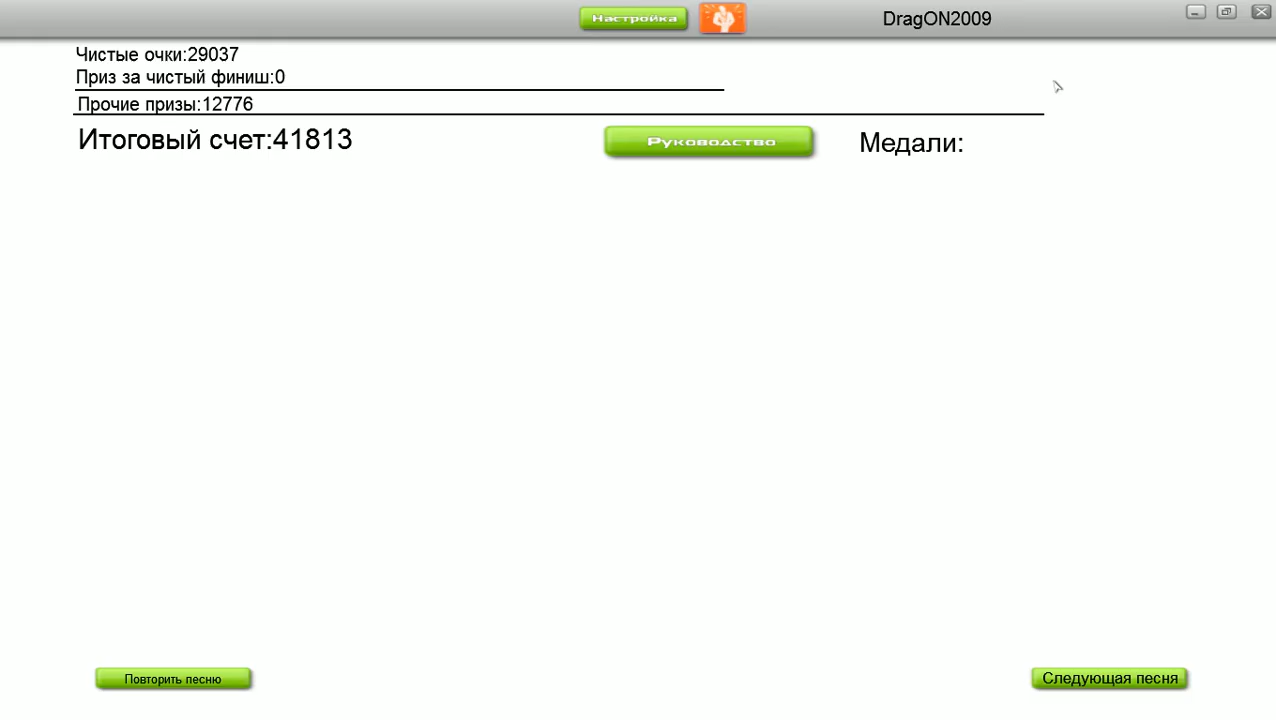 Настройка
DragON2009
Чистые очки:29037
Приз за чистый финиш:0
Прочие призы:12776
Итоговый счет:41813
Руководство
Медали:
Повторить песню
Следующая песня